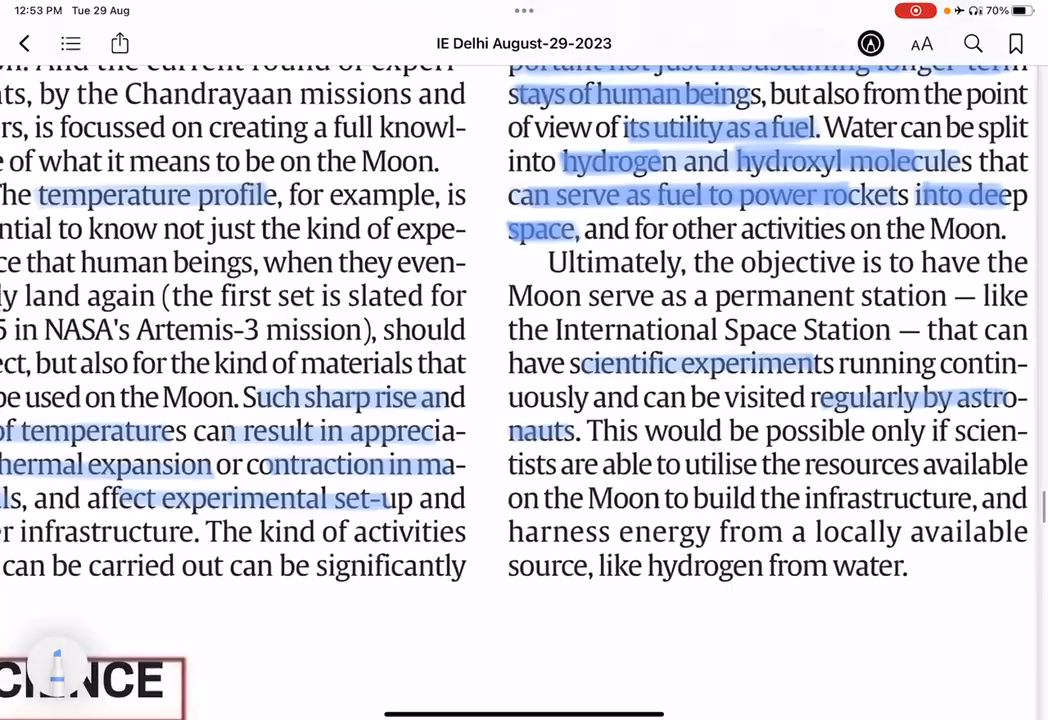 12:53 PM Tue 29 Aug
70%
IE Delhi August-29-2023
AA
And the current round of experi-
ts, by the Chandrayaan missions and
rs, is focussed on creating a full knowl-
e of what it means to be on the Moon.
he temperature profile, for example, is
ntial to know not just the kind of expe-
ce that human beings, when they even-
ly land again (the first set is slated for
5 in NASA's Artemis-3 mission), should
ect, but also for the kind of materials that
be used on the Moon. Such sharp rise and
of temperatures can result in apprecia-
hermal expansion or contraction in ma-
ls, and affect experimental set-up and
r infrastructure. The kind of activities
can be carried out can be significantly
portant not just in sustaining longer-term
stays of human beings, but also from the point
of view of its utility as a fuel. Water can be split
into hydrogen and hydroxyl molecules that
can serve as fuel to power rockets into deep
space, and for other activities on the Moon.
Ultimately, the objective is to have the
Moon serve as a permanent station — like
the International Space Station — that can
have scientific experiments running contin-
uously and can be visited regularly by astro-
nauts. This would be possible only if scien-
tists are able to utilise the resources available
on the Moon to build the infrastructure, and
harness energy from a locally available
source, like hydrogen from water.
CIENCE